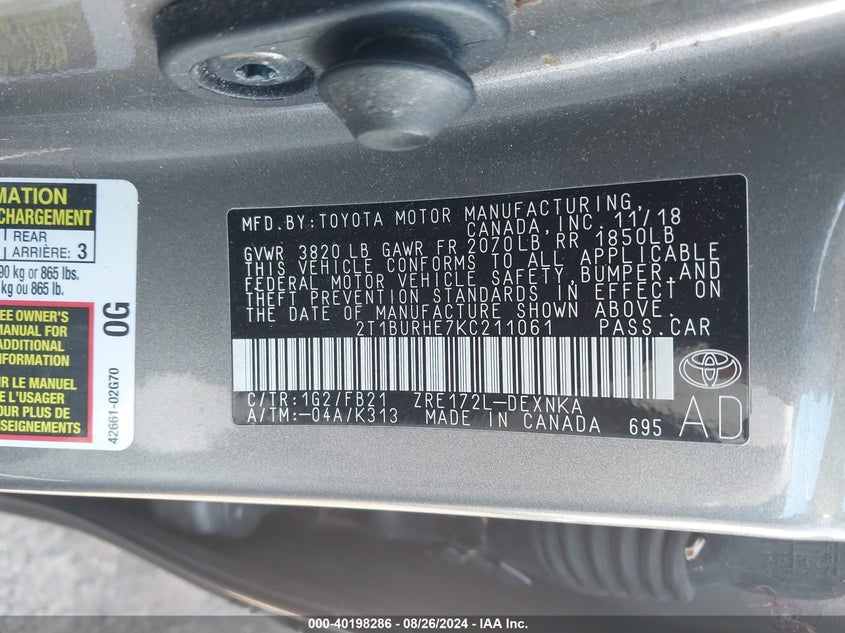 MATION
CHARGEMENT
REAR
ARRIÈRE: 3
90 kg or 865 lbs.
kg ou 865 lb.
EE OWNER'S
MANUAL FOR
ADDITIONAL
INFORMATION
OIR LE MANUEL
E L'USAGER
OUR PLUS DE
SEIGNEMENTS
0G
42661-02G70
MFD.BY:TOYOTA MOTOR MANUFACTURING,
CANADA, INC. 11/18
GVWR 3820 LB GAWR FR 2070LB, RR 1850LB
THIS VEHICLE CONFORMS TO ALL APPLICABLE
FEDERAL MOTOR VEHICLE SAFETY, BUMPER, AND
THEFT PREVENTION STANDARDS IN EFFECT ON
THE DATE OF MANUFACTURE SHOWN ABOVE.
2T1BURHE7KC211061 PASS.CAR
C/TR:1G2/FB21 ZRE172L-DEXNKA
A/TM:-04A/K313 MADE IN CANADA 695
AD
000-40198286 - 08/26/2024 - IAA Inc.